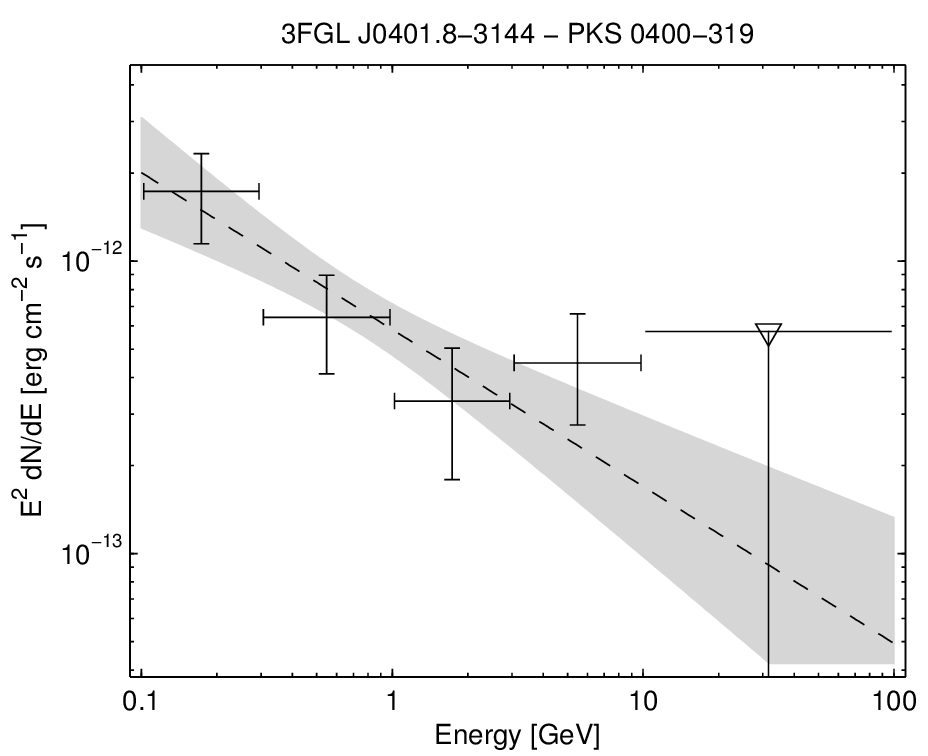 3FGL J0401.8−3144 − PKS 0400−319
E² dN/dE [erg cm⁻² s⁻¹]
10⁻¹²
10⁻¹³
0.1 1 10 100
Energy [GeV]